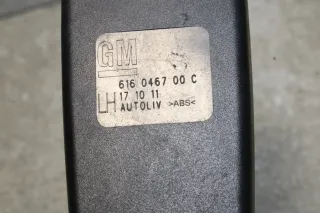 GM
616 0467 00 C
LH 17 10 11
AUTOLIV >ABS<